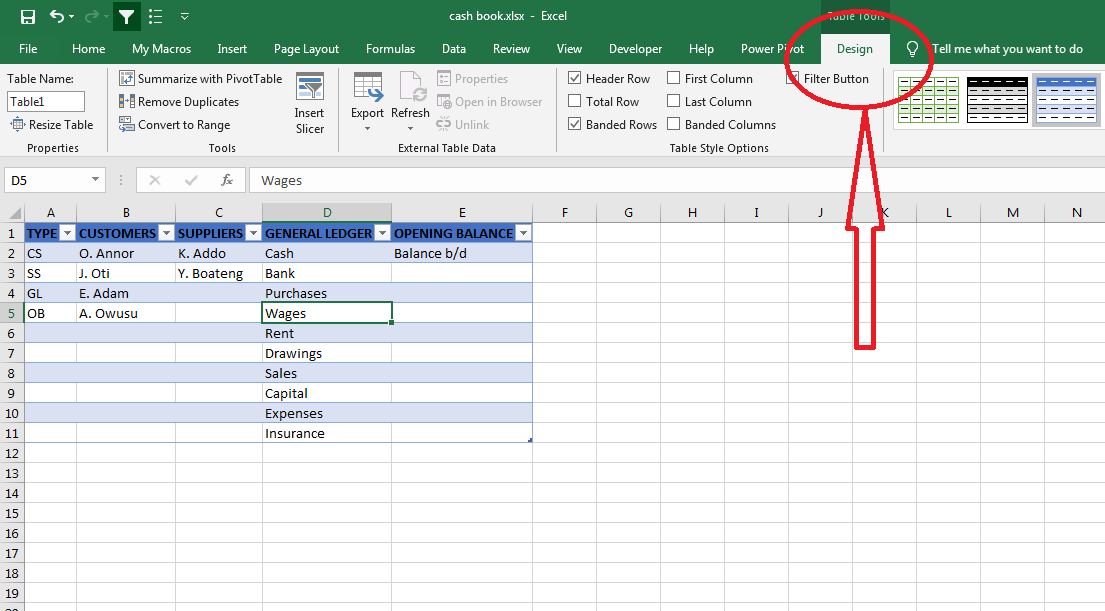 cash book.xlsx - Excel
Table Tools
File Home My Macros Insert Page Layout Formulas Data Review View Developer Help Power Pivot Design Tell me what you want to do
Table Name: Summarize with PivotTable Properties Header Row First Column Filter Button
Table1 Remove Duplicates Insert Slicer Export Refresh Open in Browser Total Row Last Column
Resize Table Convert to Range Unlink Banded Rows Banded Columns
Properties Tools External Table Data Table Style Options
D5 fx Wages
A B C D E F G H I J K L M N
1 TYPE CUSTOMERS SUPPLIERS GENERAL LEDGER OPENING BALANCE
2 CS O. Annor K. Addo Cash Balance b/d
3 SS J. Oti Y. Boateng Bank
4 GL E. Adam Purchases
5 OB A. Owusu Wages
6 Rent
7 Drawings
8 Sales
9 Capital
10 Expenses
11 Insurance
12
13
14
15
16
17
18
19